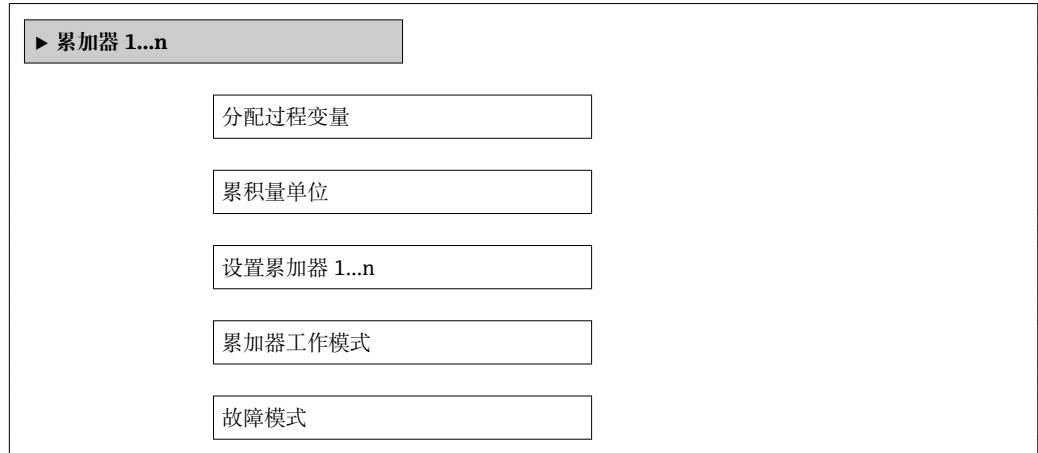 ▶ 累加器 1...n
分配过程变量
累积量单位
设置累加器 1...n
累加器工作模式
故障模式